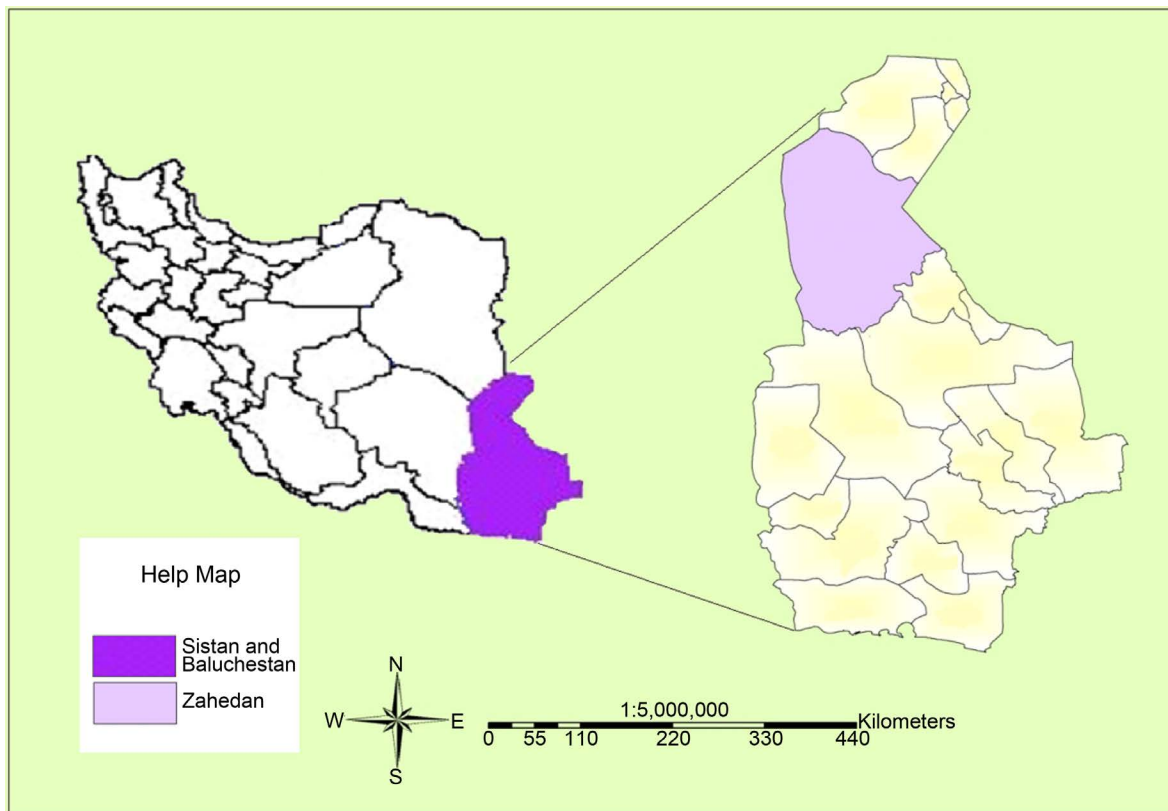 Help Map
Sistan and
Baluchestan
Zahedan
N
W
E
S
1:5,000,000
Kilometers
0 55 110 220 330 440